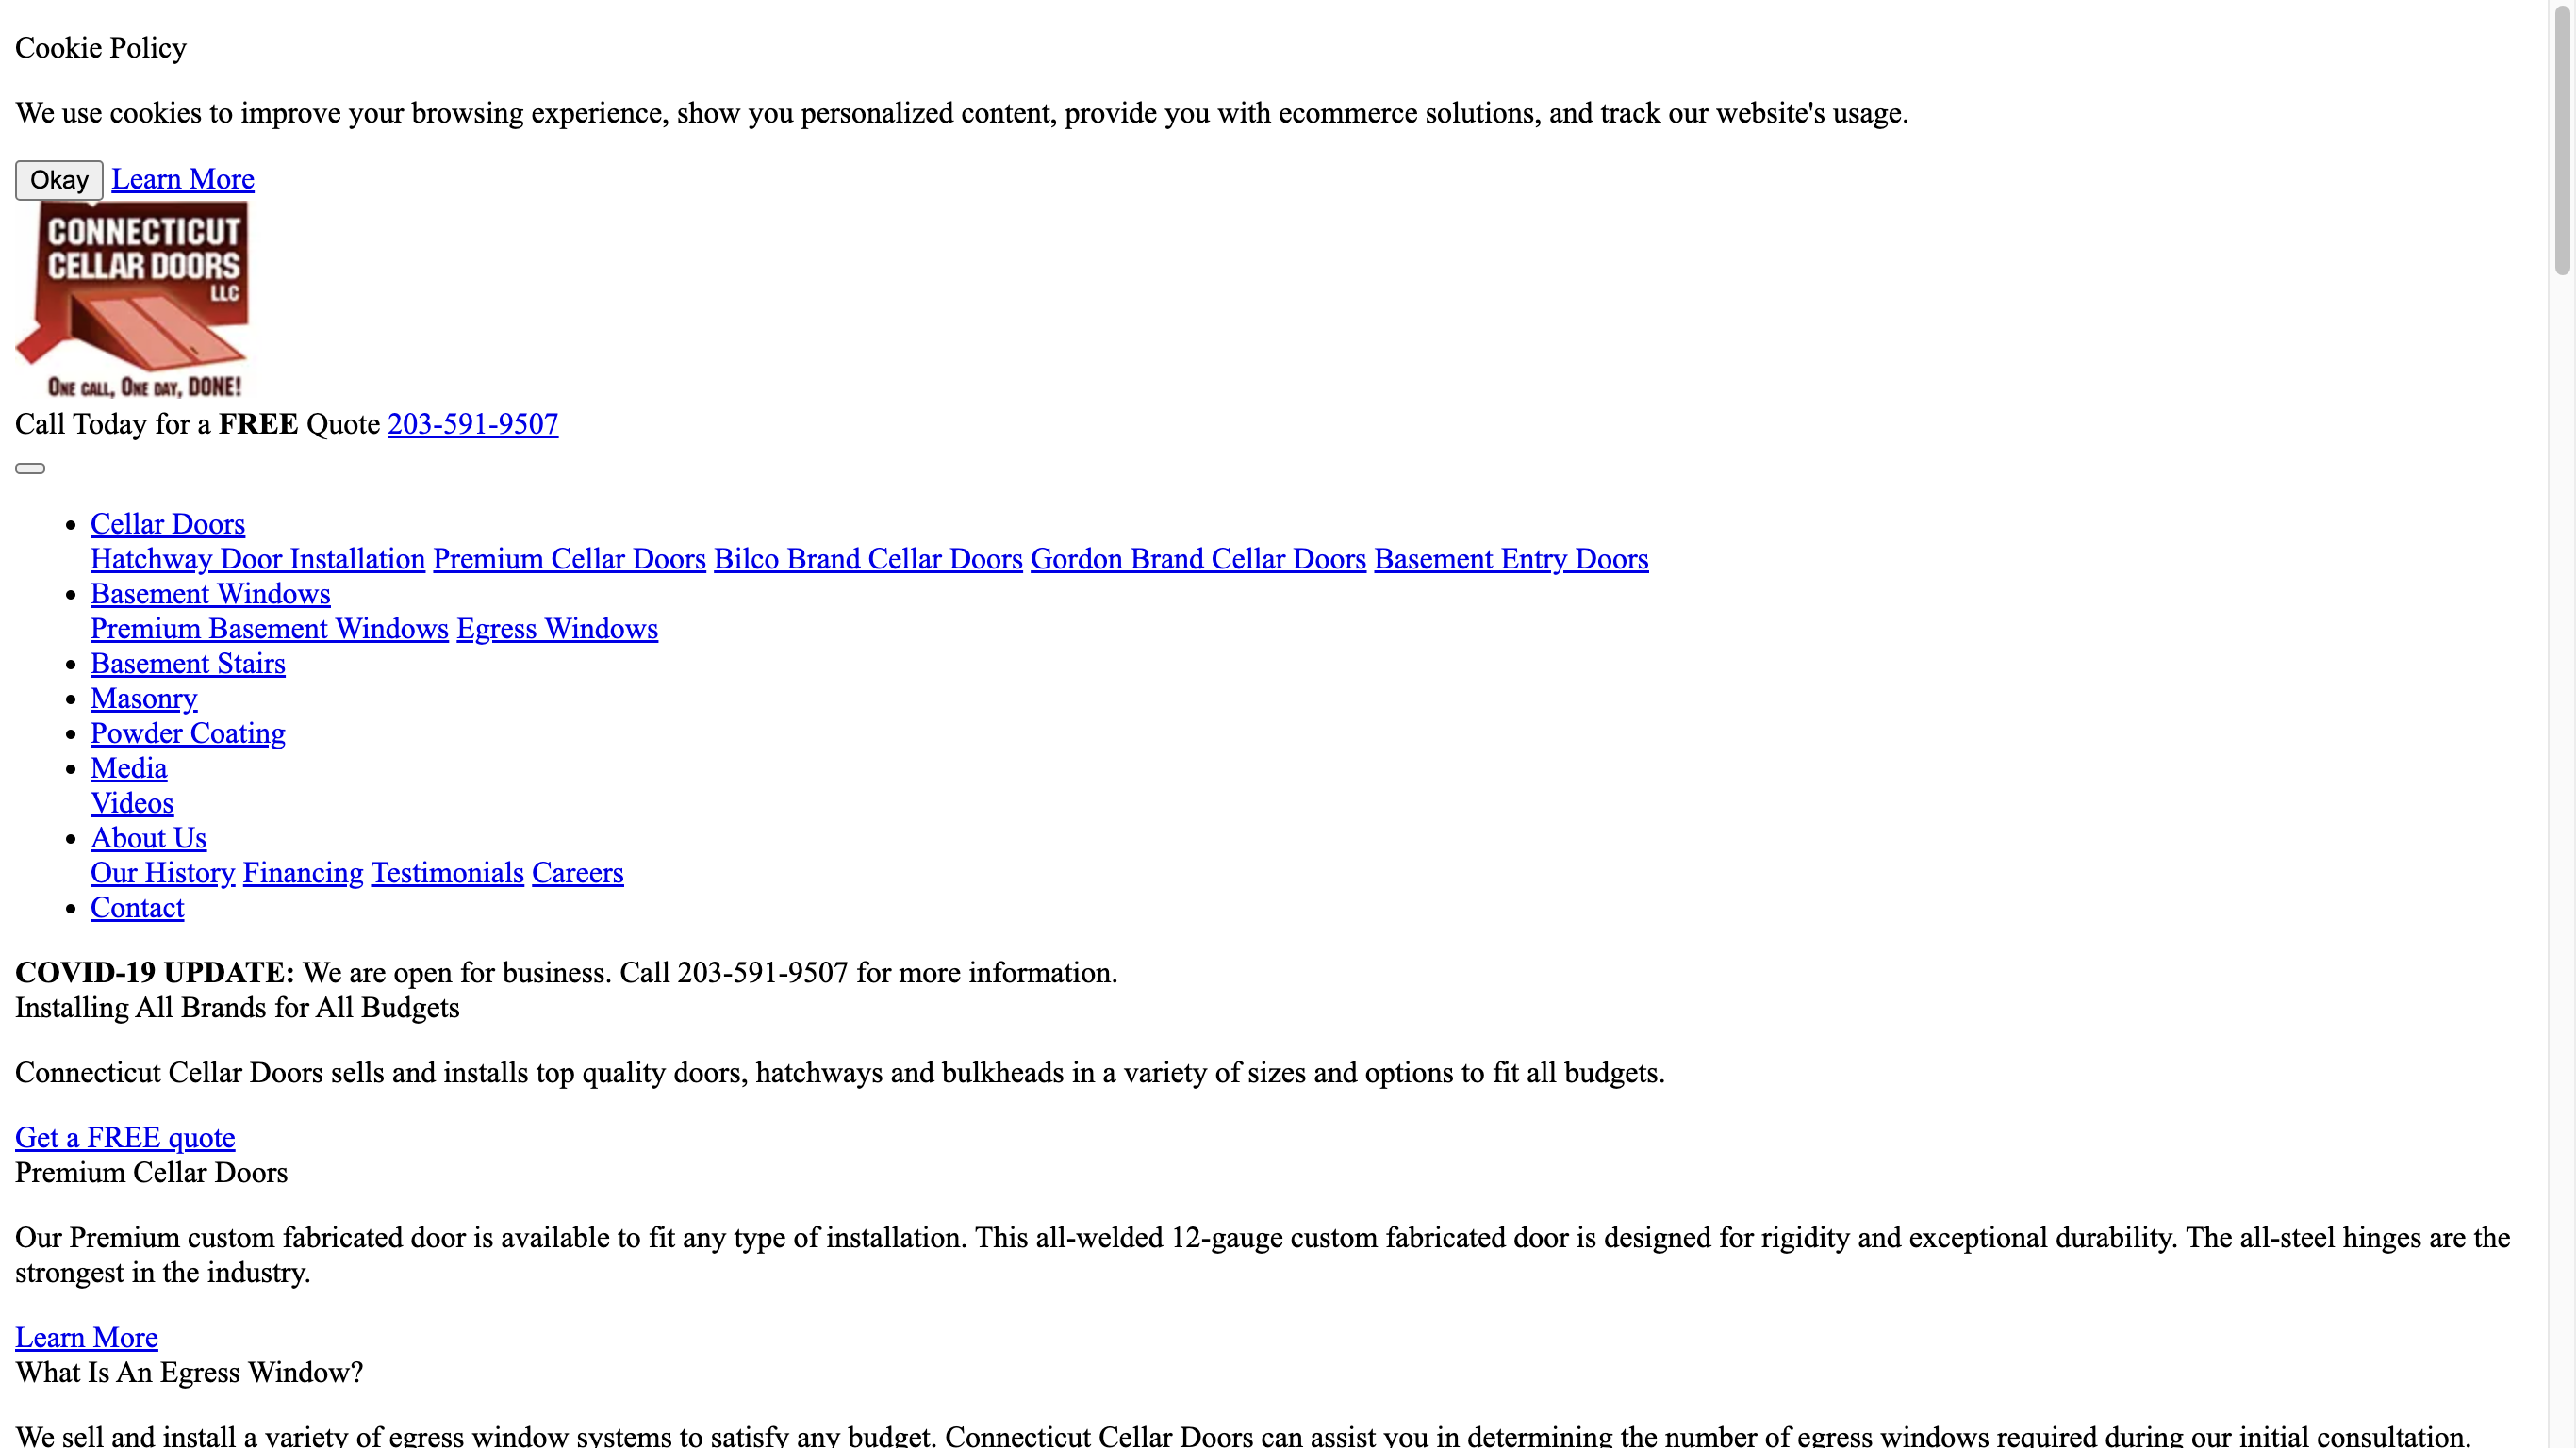 Cookie Policy
We use cookies to improve your browsing experience, show you personalized content, provide you with ecommerce solutions, and track our website's usage.
Okay Learn More
CONNECTICUT
CELLAR DOORS
LLC
ONE CALL, ONE DAY, DONE!
Call Today for a FREE Quote 203-591-9507
Cellar Doors
Hatchway Door Installation Premium Cellar Doors Bilco Brand Cellar Doors Gordon Brand Cellar Doors Basement Entry Doors
Basement Windows
Premium Basement Windows Egress Windows
Basement Stairs
Masonry
Powder Coating
Media
Videos
About Us
Our History Financing Testimonials Careers
Contact
COVID-19 UPDATE: We are open for business. Call 203-591-9507 for more information.
Installing All Brands for All Budgets
Connecticut Cellar Doors sells and installs top quality doors, hatchways and bulkheads in a variety of sizes and options to fit all budgets.
Get a FREE quote
Premium Cellar Doors
Our Premium custom fabricated door is available to fit any type of installation. This all-welded 12-gauge custom fabricated door is designed for rigidity and exceptional durability. The all-steel hinges are the
strongest in the industry.
Learn More
What Is An Egress Window?
We sell and install a variety of egress window systems to satisfy any budget. Connecticut Cellar Doors can assist you in determining the number of egress windows required during our initial consultation.